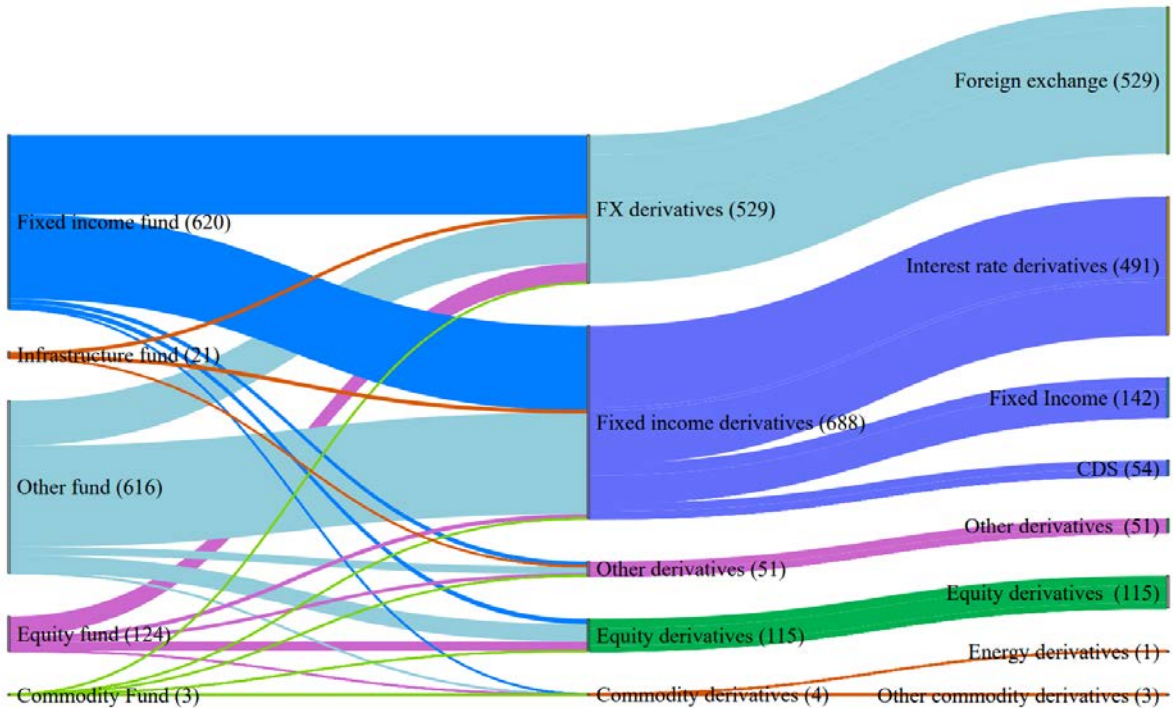 Fixed income fund (620)
Infrastructure fund (21)
Other fund (616)
Equity fund (124)
Commodity Fund (3)
FX derivatives (529)
Fixed income derivatives (688)
Other derivatives (51)
Equity derivatives (115)
Commodity derivatives (4)
Foreign exchange (529)
Interest rate derivatives (491)
Fixed Income (142)
CDS (54)
Other derivatives (51)
Equity derivatives (115)
Energy derivatives (1)
Other commodity derivatives (3)